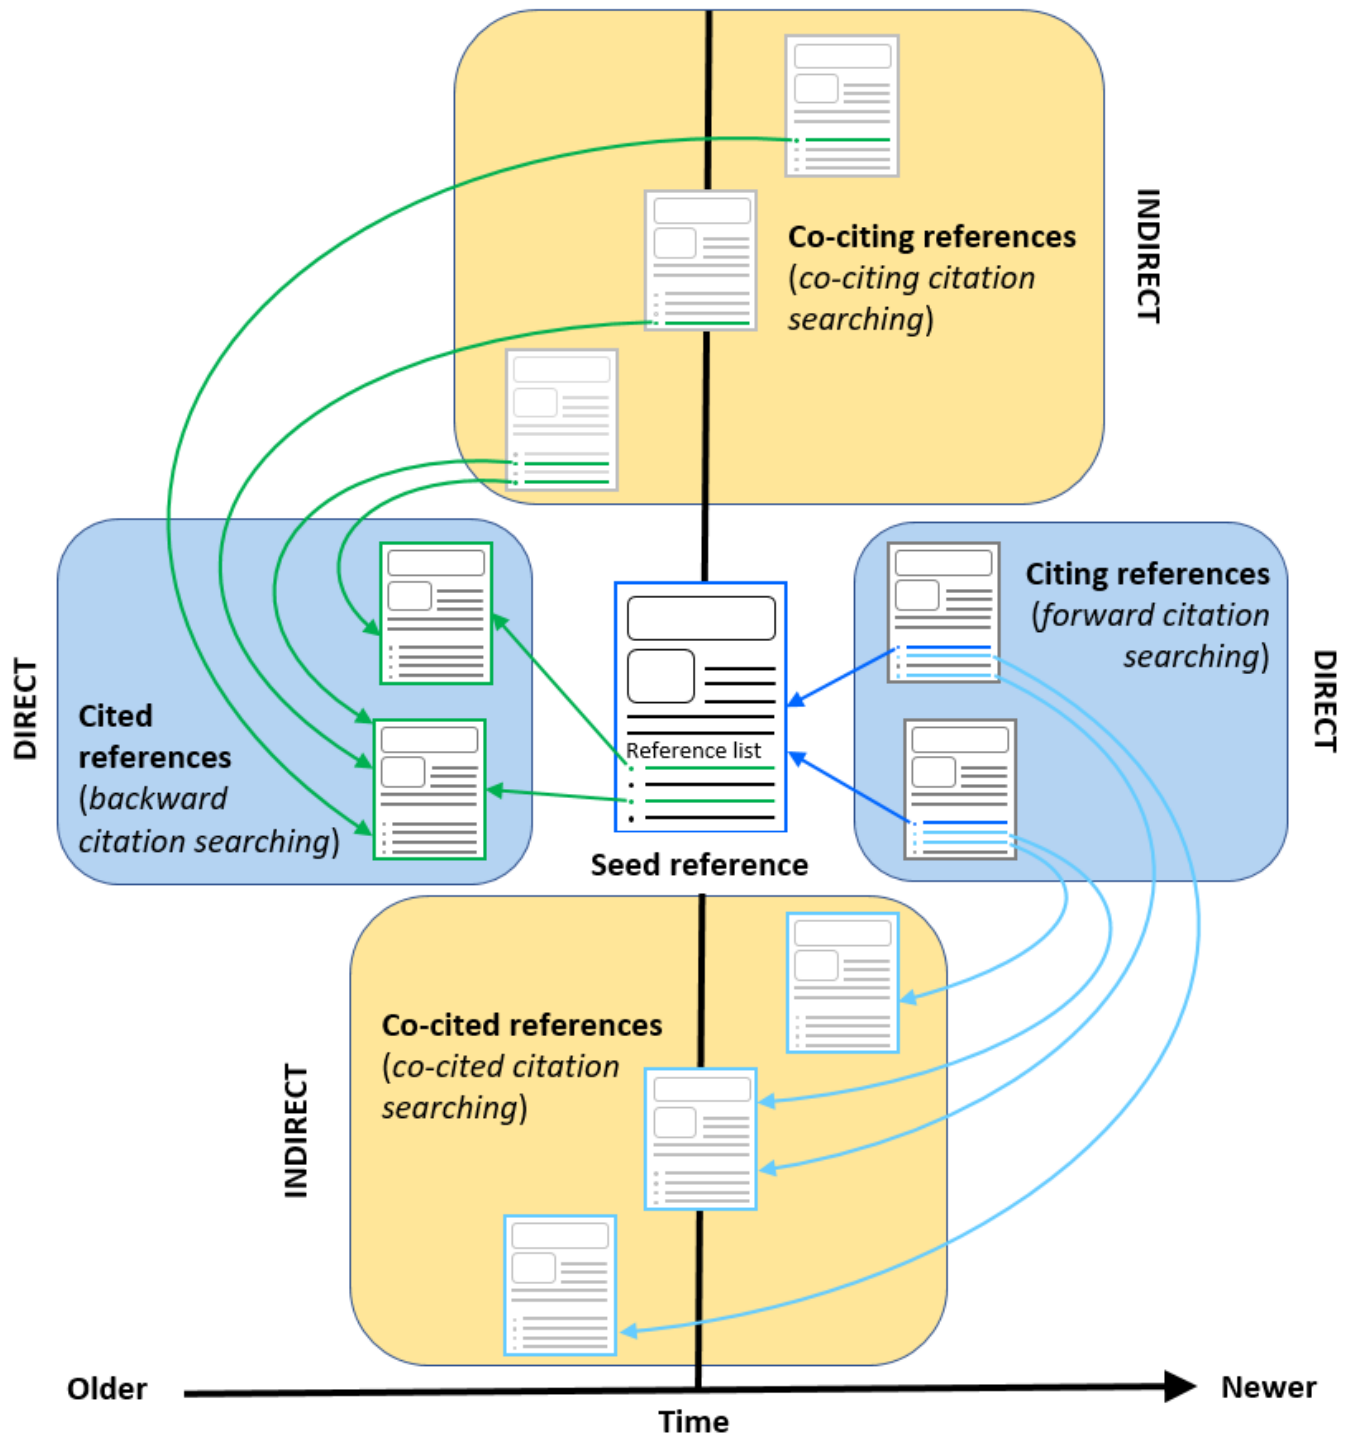 INDIRECT
Co-citing references
(co-citing citation
searching)
DIRECT
Cited
references
(backward
citation searching)
Reference list
Seed reference
Citing references
(forward citation
searching)
DIRECT
INDIRECT
Co-cited references
(co-cited citation
searching)
Older
Time
Newer